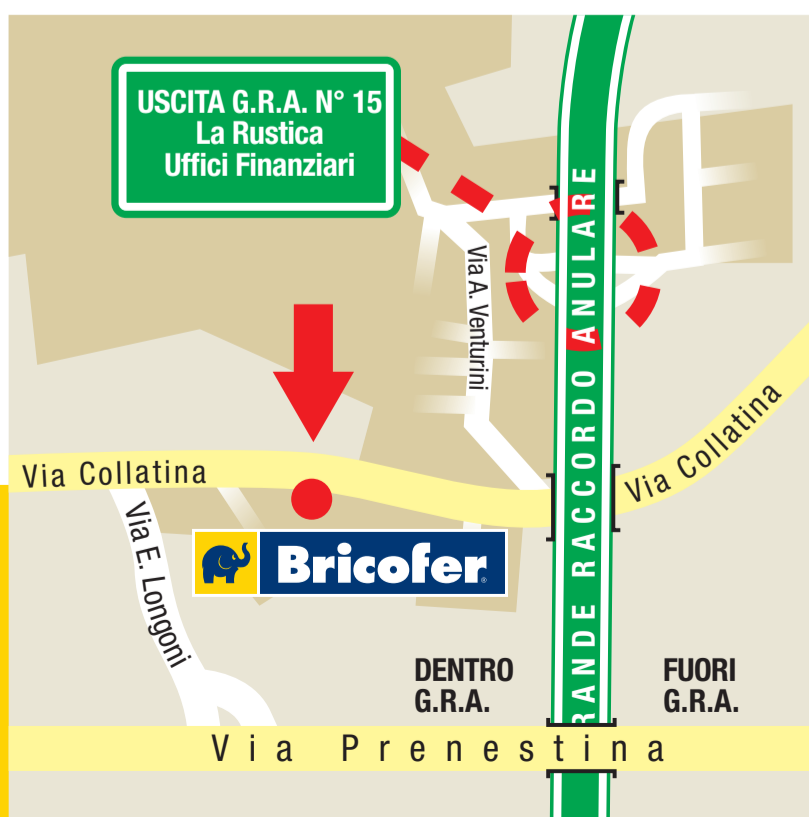 USCITA G.R.A. N° 15
La Rustica
Uffici Finanziari
Via A. Venturini
RANDE RACCORDO ANULARE
Via Collatina
Via Collatina
Via E. Longoni
Bricofer
DENTRO
G.R.A.
FUORI
G.R.A.
Via Prenestina